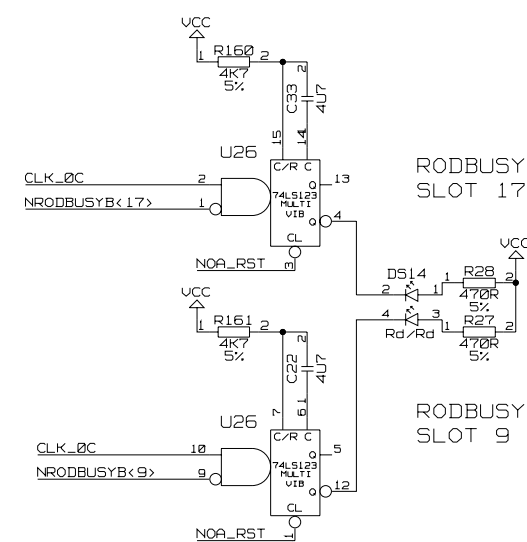 VCC
1 R160 2
4K7
5%
C33
2
4U7
15
14
1
U26
C/R C
CLK_0C 2
NRODBUSYB<17> 1
Q 13
74LS123
MULTI
VIB
Q 4
CL
3
NOA_RST
RODBUSY
SLOT 17
VCC
DS14
2 1
1 R28 2
470R
5%
4 3
Rd/Rd
1 R27 2
470R
5%
VCC
1 R161 2
4K7
5%
C22
2
4U7
7
6
1
U26
C/R C
CLK_0C 10
NRODBUSYB<9> 9
Q 5
74LS123
MULTI
VIB
Q 12
CL
1
NOA_RST
RODBUSY
SLOT 9